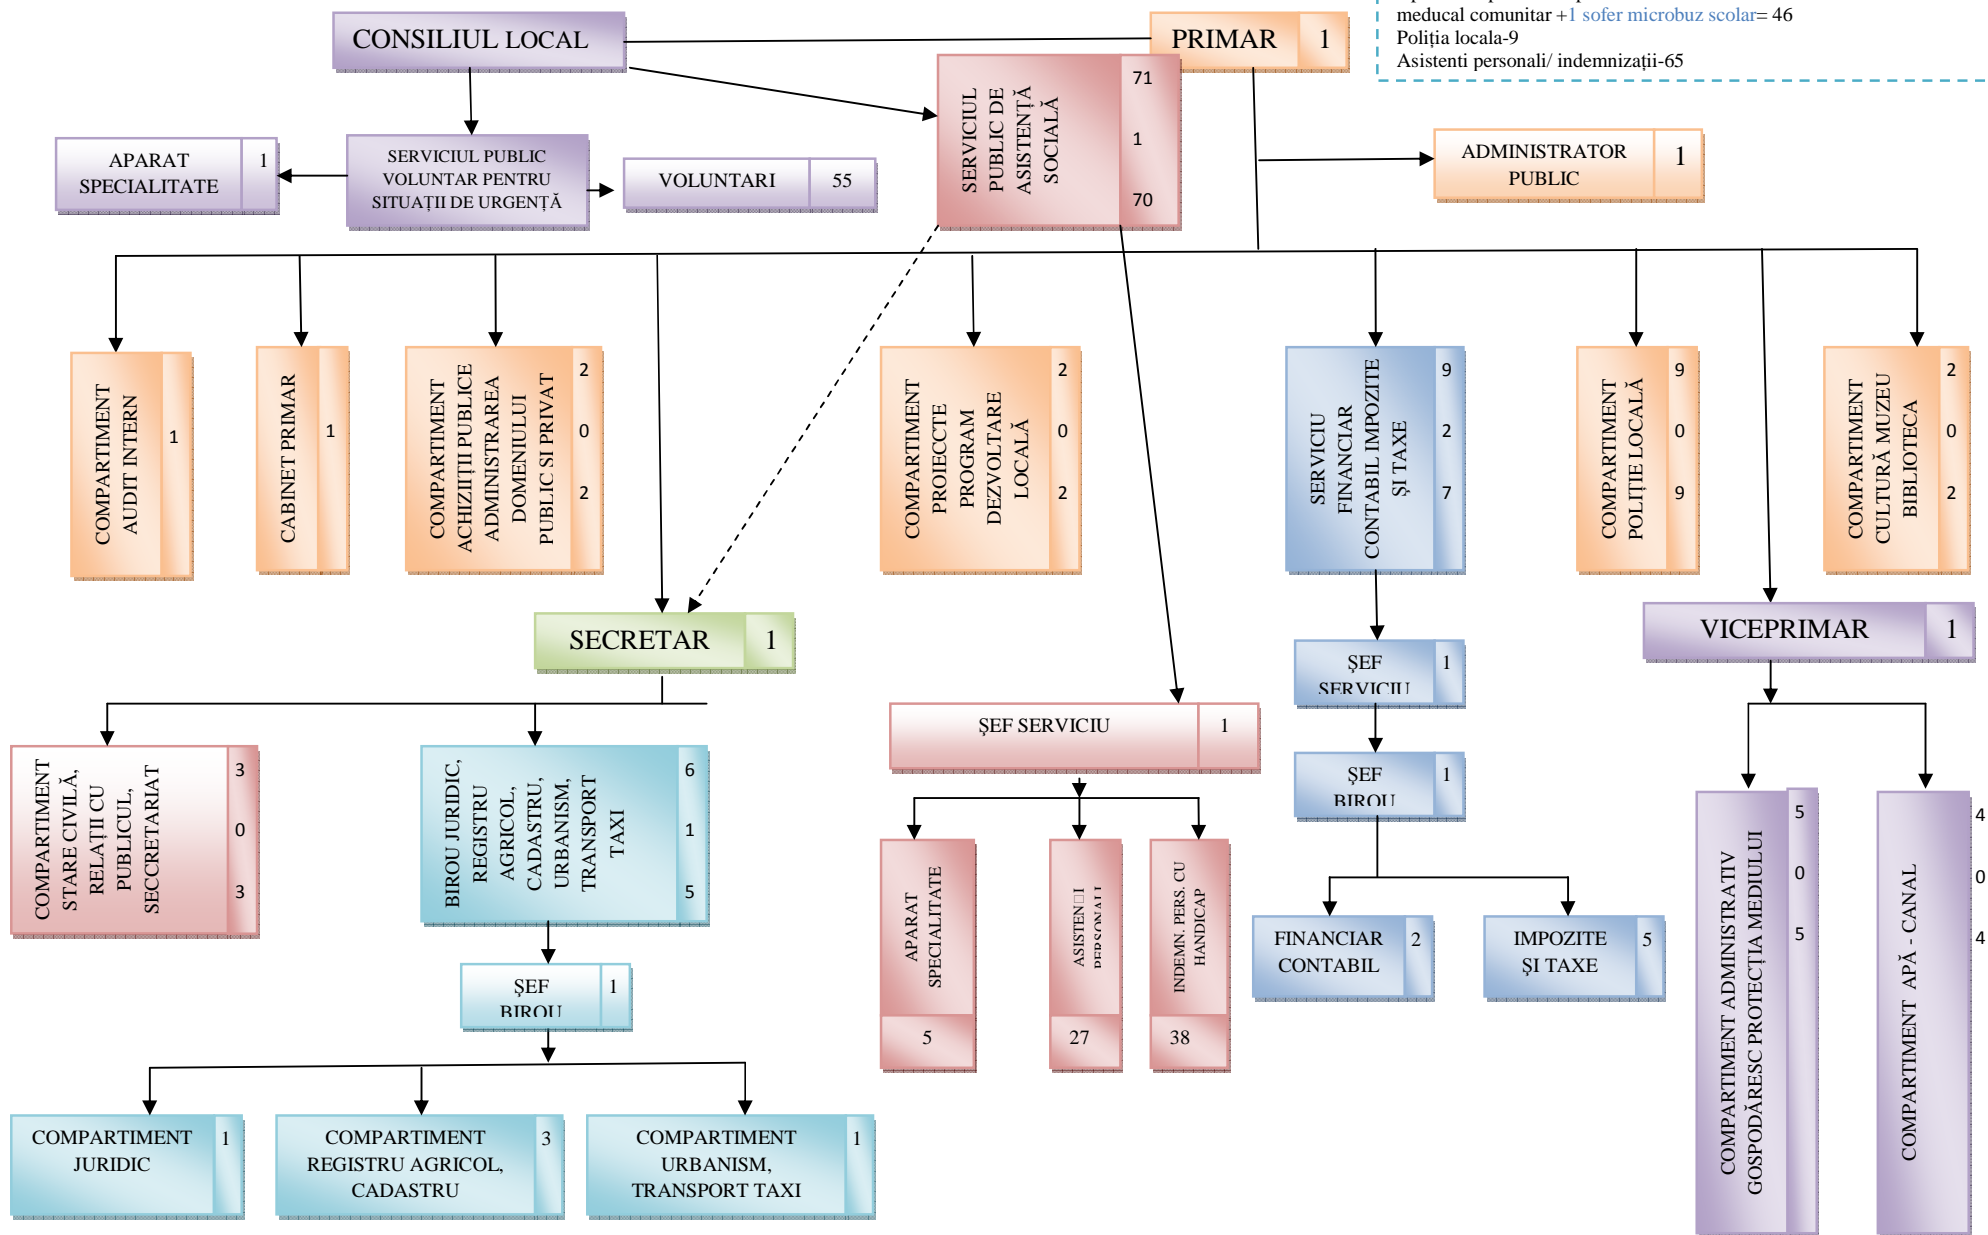 meducal comunitar +1 sofer microbuz scolar= 46
Poliția locala-9
Asistenti personali/ indemnizații-65
CONSILIUL LOCAL
PRIMAR
1
SERVICIUL
PUBLIC DE
ASISTENȚĂ
SOCIALĂ
71
1
70
APARAT
SPECIALITATE
1
SERVICIUL PUBLIC
VOLUNTAR PENTRU
SITUAȚII DE URGENȚĂ
VOLUNTARI
55
ADMINISTRATOR
PUBLIC
1
COMPARTIMENT
AUDIT INTERN
1
CABINET PRIMAR
1
COMPARTIMENT
ACHIZIȚII PUBLICE
ADMINISTRAREA
DOMENIULUI
PUBLIC SI PRIVAT
2
0
2
COMPARTIMENT
PROIECCTE
PROGRAM
DEZVOLTARE
LOCALĂ
2
0
2
SERVICIU
FINANCIAR
CONTABIL IMPOZITE
ȘI TAXE
9
2
7
COMPARTIMENT
POLIȚIE LOCALĂ
9
0
9
COMPARTIMENT
CULTURĂ MUZEU
BIBLIOTECA
2
0
2
SECRETAR
1
VICEPRIMAR
1
ȘEF
SERVICIU
1
ȘEF SERVICIU
1
ȘEF
BIROU
1
COMPARTIMENT
STARE CIVILĂ,
RELAȚII CU
PUBLICUL,
SECCRETARIAT
3
0
3
BIROU JURIDIC,
REGISTRU
AGRICOL,
CADASTRU,
URBANISM,
TRANSPORT
TAXI
6
1
5
APARAT
SPECIALITATE
5
ASISTEN□I
PERSONALI
27
INDEMN. PERS. CU
HANDICAP
38
FINANCIAR
CONTABIL
2
IMPOZITE
ȘI TAXE
5
COMPARTIMENT ADMINISTRATIV
GOSPODĂRESC PROTECȚIA MEDIULUI
5
0
5
COMPARTIMENT APĂ - CANAL
4
0
4
ȘEF
BIROU
1
COMPARTIMENT
JURIDIC
1
COMPARTIMENT
REGISTRU AGRICOL,
CADASTRU
3
COMPARTIMENT
URBANISM,
TRANSPORT TAXI
1